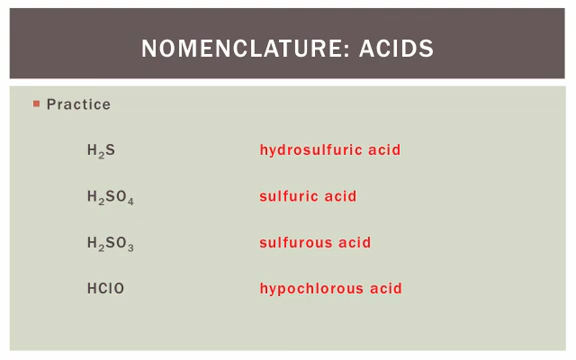 NOMENCLATURE: ACIDS
Practice
H₂S hydrosulfuric acid
H₂SO₄ sulfuric acid
H₂SO₃ sulfurous acid
HClO hypochlorous acid